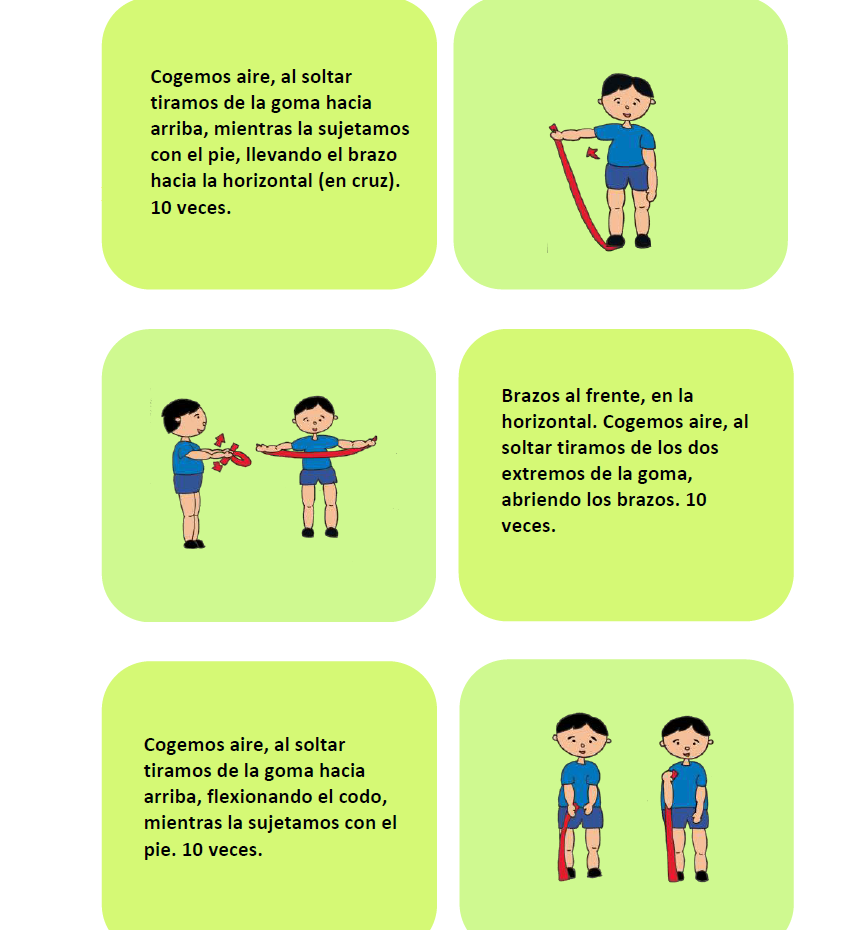 Cogemos aire, al soltar
tiramos de la goma hacia
arriba, mientras la sujetamos
con el pie, llevando el brazo
hacia la horizontal (en cruz).
10 veces.
Brazos al frente, en la
horizontal. Cogemos aire, al
soltar tiramos de los dos
extremos de la goma,
abriendo los brazos. 10
veces.
Cogemos aire, al soltar
tiramos de la goma hacia
arriba, flexionando el codo,
mientras la sujetamos con el
pie. 10 veces.